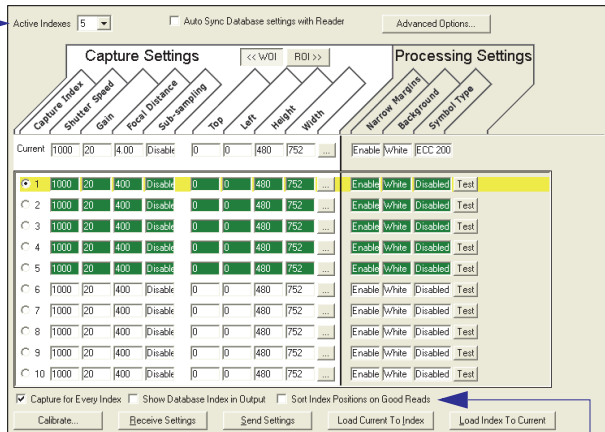 Active Indexes 5 Auto Sync Database settings with Reader Advanced Options...
Capture Settings << WOI ROI >> Processing Settings
Capture Index Shutter Speed Gain Focal Distance Sub-sampling Top Left Height Width Narrow Margins Background Symbol Type
Current 1000 20 4.00 Disable 0 0 480 752 ... Enable White ECC 200
1 1000 20 400 Disable 0 0 480 752 ... Enable White Disabled Test
2 1000 20 400 Disable 0 0 480 752 ... Enable White Disabled Test
3 1000 20 400 Disable 0 0 480 752 ... Enable White Disabled Test
4 1000 20 400 Disable 0 0 480 752 ... Enable White Disabled Test
5 1000 20 400 Disable 0 0 480 752 ... Enable White Disabled Test
6 1000 20 400 Disable 0 0 480 752 ... Enable White Disabled Test
7 1000 20 400 Disable 0 0 480 752 ... Enable White Disabled Test
8 1000 20 400 Disable 0 0 480 752 ... Enable White Disabled Test
9 1000 20 400 Disable 0 0 480 752 ... Enable White Disabled Test
10 1000 20 400 Disable 0 0 480 752 ... Enable White Disabled Test
Capture for Every Index Show Database Index in Output Sort Index Positions on Good Reads
Calibrate... Receive Settings Send Settings Load Current To Index Load Index To Current